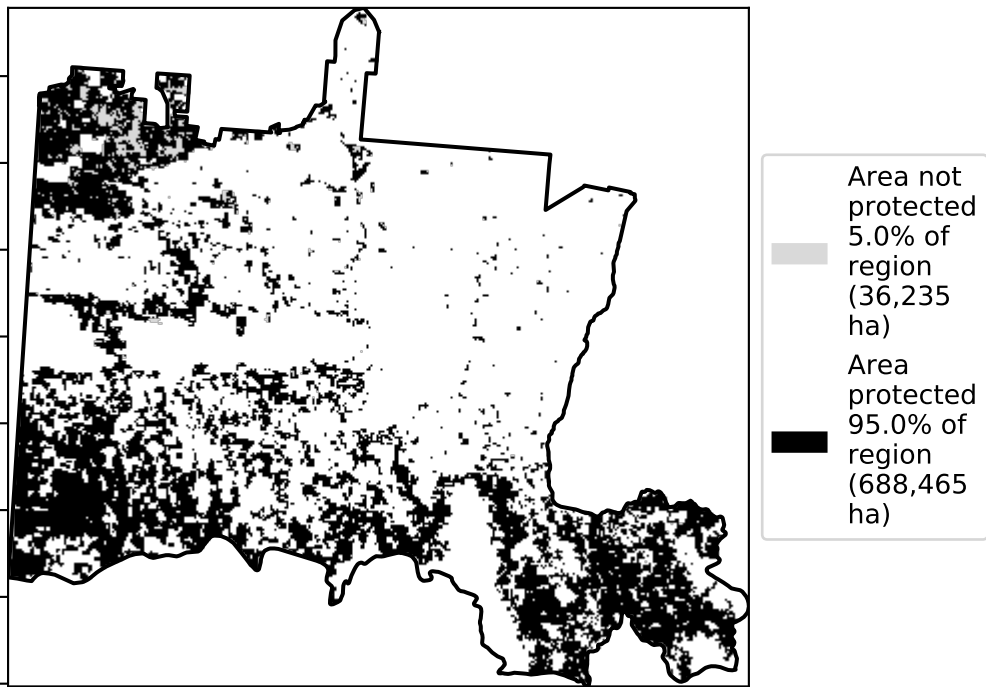 Area not
protected
5.0% of
region
(36,235
ha)
Area
protected
95.0% of
region
(688,465
ha)